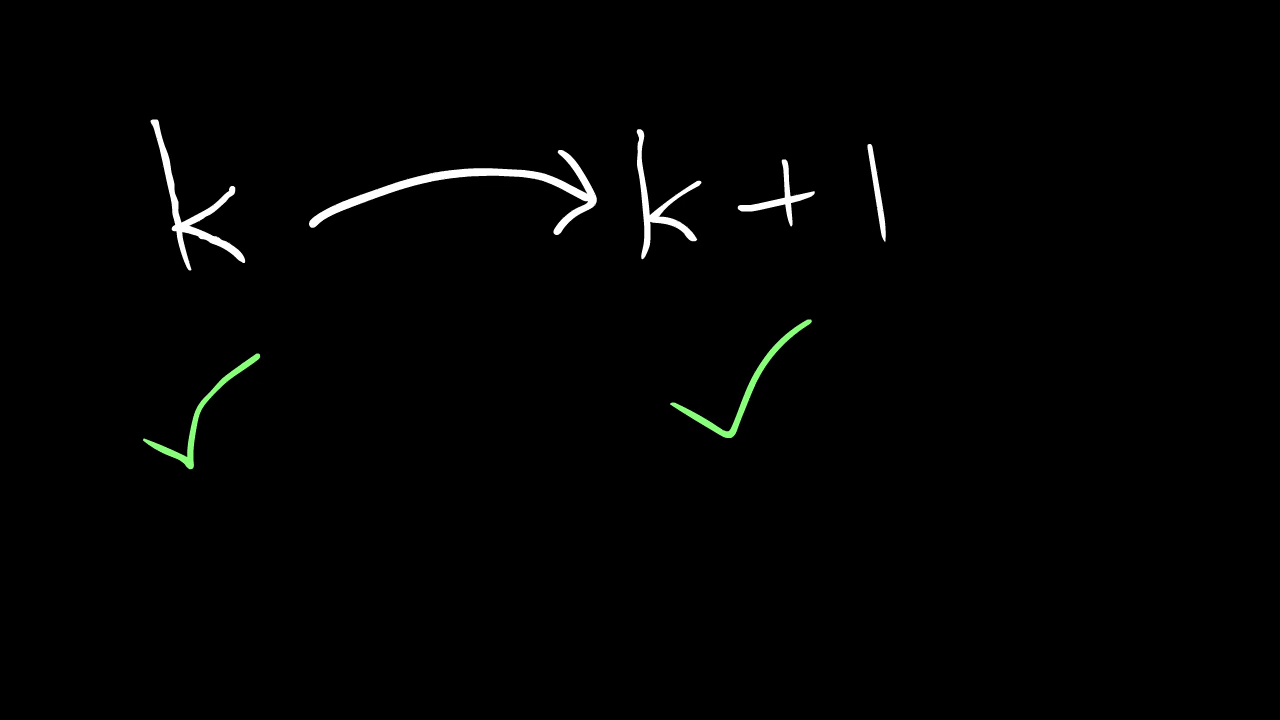 k → k + 1
✓ ✓